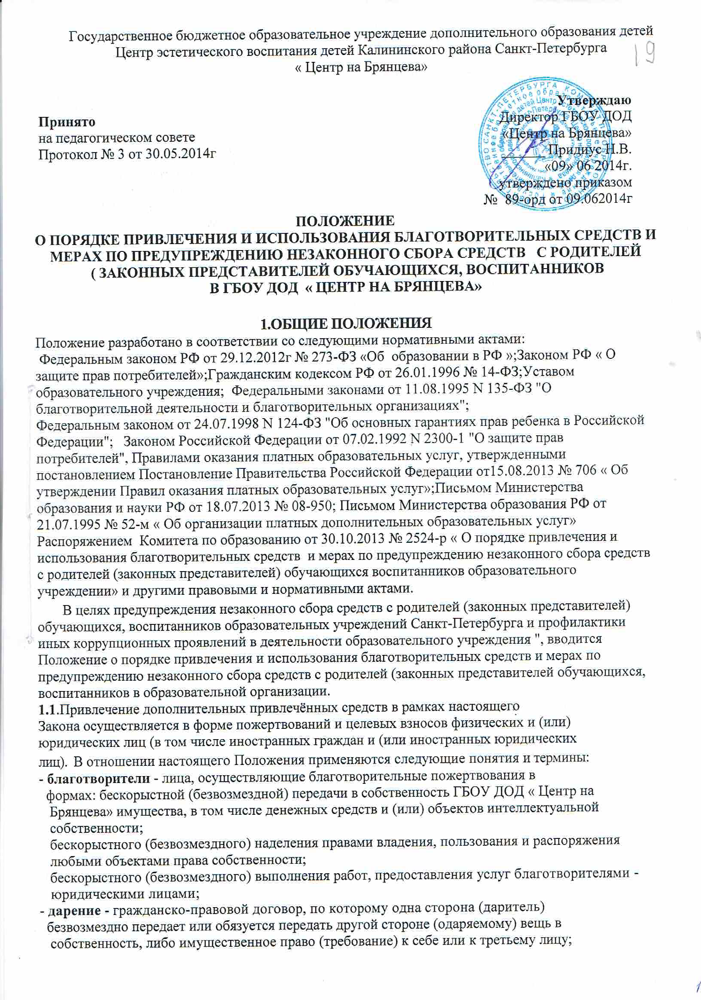 Государственное бюджетное образовательное учреждение дополнительного образования детей
Центр эстетического воспитания детей Калининского района Санкт-Петербурга
« Центр на Брянцева»
19
Принято
на педагогическом совете
Протокол № 3 от 30.05.2014г
Утверждаю
Директор ГБОУ ДОД
«Центр на Брянцева»
______Придиус Н.В.
«09» 06 2014г.
утверждено приказом
№ 89-орд от 09.062014г
ПОЛОЖЕНИЕ
О ПОРЯДКЕ ПРИВЛЕЧЕНИЯ И ИСПОЛЬЗОВАНИЯ БЛАГОТВОРИТЕЛЬНЫХ СРЕДСТВ И
МЕРАХ ПО ПРЕДУПРЕЖДЕНИЮ НЕЗАКОННОГО СБОРА СРЕДСТВ С РОДИТЕЛЕЙ
( ЗАКОННЫХ ПРЕДСТАВИТЕЛЕЙ ОБУЧАЮЩИХСЯ, ВОСПИТАННИКОВ
В ГБОУ ДОД « ЦЕНТР НА БРЯНЦЕВА»
1.ОБЩИЕ ПОЛОЖЕНИЯ
Положение разработано в соответствии со следующими нормативными актами:
Федеральным законом РФ от 29.12.2012г № 273-ФЗ «Об образовании в РФ »;Законом РФ « О
защите прав потребителей»;Гражданским кодексом РФ от 26.01.1996 № 14-ФЗ;Уставом
образовательного учреждения; Федеральными законами от 11.08.1995 N 135-ФЗ "О
благотворительной деятельности и благотворительных организациях";
Федеральным законом от 24.07.1998 N 124-ФЗ "Об основных гарантиях прав ребенка в Российской
Федерации"; Законом Российской Федерации от 07.02.1992 N 2300-1 "О защите прав
потребителей", Правилами оказания платных образовательных услуг, утвержденными
постановлением Постановление Правительства Российской Федерации от15.08.2013 № 706 « Об
утверждении Правил оказания платных образовательных услуг»;Письмом Министерства
образования и науки РФ от 18.07.2013 № 08-950; Письмом Министерства образования РФ от
21.07.1995 № 52-м « Об организации платных дополнительных образовательных услуг»
Распоряжением Комитета по образованию от 30.10.2013 № 2524-р « О порядке привлечения и
использования благотворительных средств и мерах по предупреждению незаконного сбора средств
с родителей (законных представителей) обучающихся воспитанников образовательного
учреждении» и другими правовыми и нормативными актами.
В целях предупреждения незаконного сбора средств с родителей (законных представителей)
обучающихся, воспитанников образовательных учреждений Санкт-Петербурга и профилактики
иных коррупционных проявлений в деятельности образовательного учреждения ", вводится
Положение о порядке привлечения и использования благотворительных средств и мерах по
предупреждению незаконного сбора средств с родителей (законных представителей обучающихся,
воспитанников в образовательной организации.
1.1.Привлечение дополнительных привлечённых средств в рамках настоящего
Закона осуществляется в форме пожертвований и целевых взносов физических и (или)
юридических лиц (в том числе иностранных граждан и (или иностранных юридических
лиц). В отношении настоящего Положения применяются следующие понятия и термины:
- благотворители - лица, осуществляющие благотворительные пожертвования в
формах: бескорыстной (безвозмездной) передачи в собственность ГБОУ ДОД « Центр на
Брянцева» имущества, в том числе денежных средств и (или) объектов интеллектуальной
собственности;
бескорыстного (безвозмездного) наделения правами владения, пользования и распоряжения
любыми объектами права собственности;
бескорыстного (безвозмездного) выполнения работ, предоставления услуг благотворителями -
юридическими лицами;
- дарение - гражданско-правовой договор, по которому одна сторона (даритель)
безвозмездно передает или обязуется передать другой стороне (одаряемому) вещь в
собственность, либо имущественное право (требование) к себе или к третьему лицу;
1